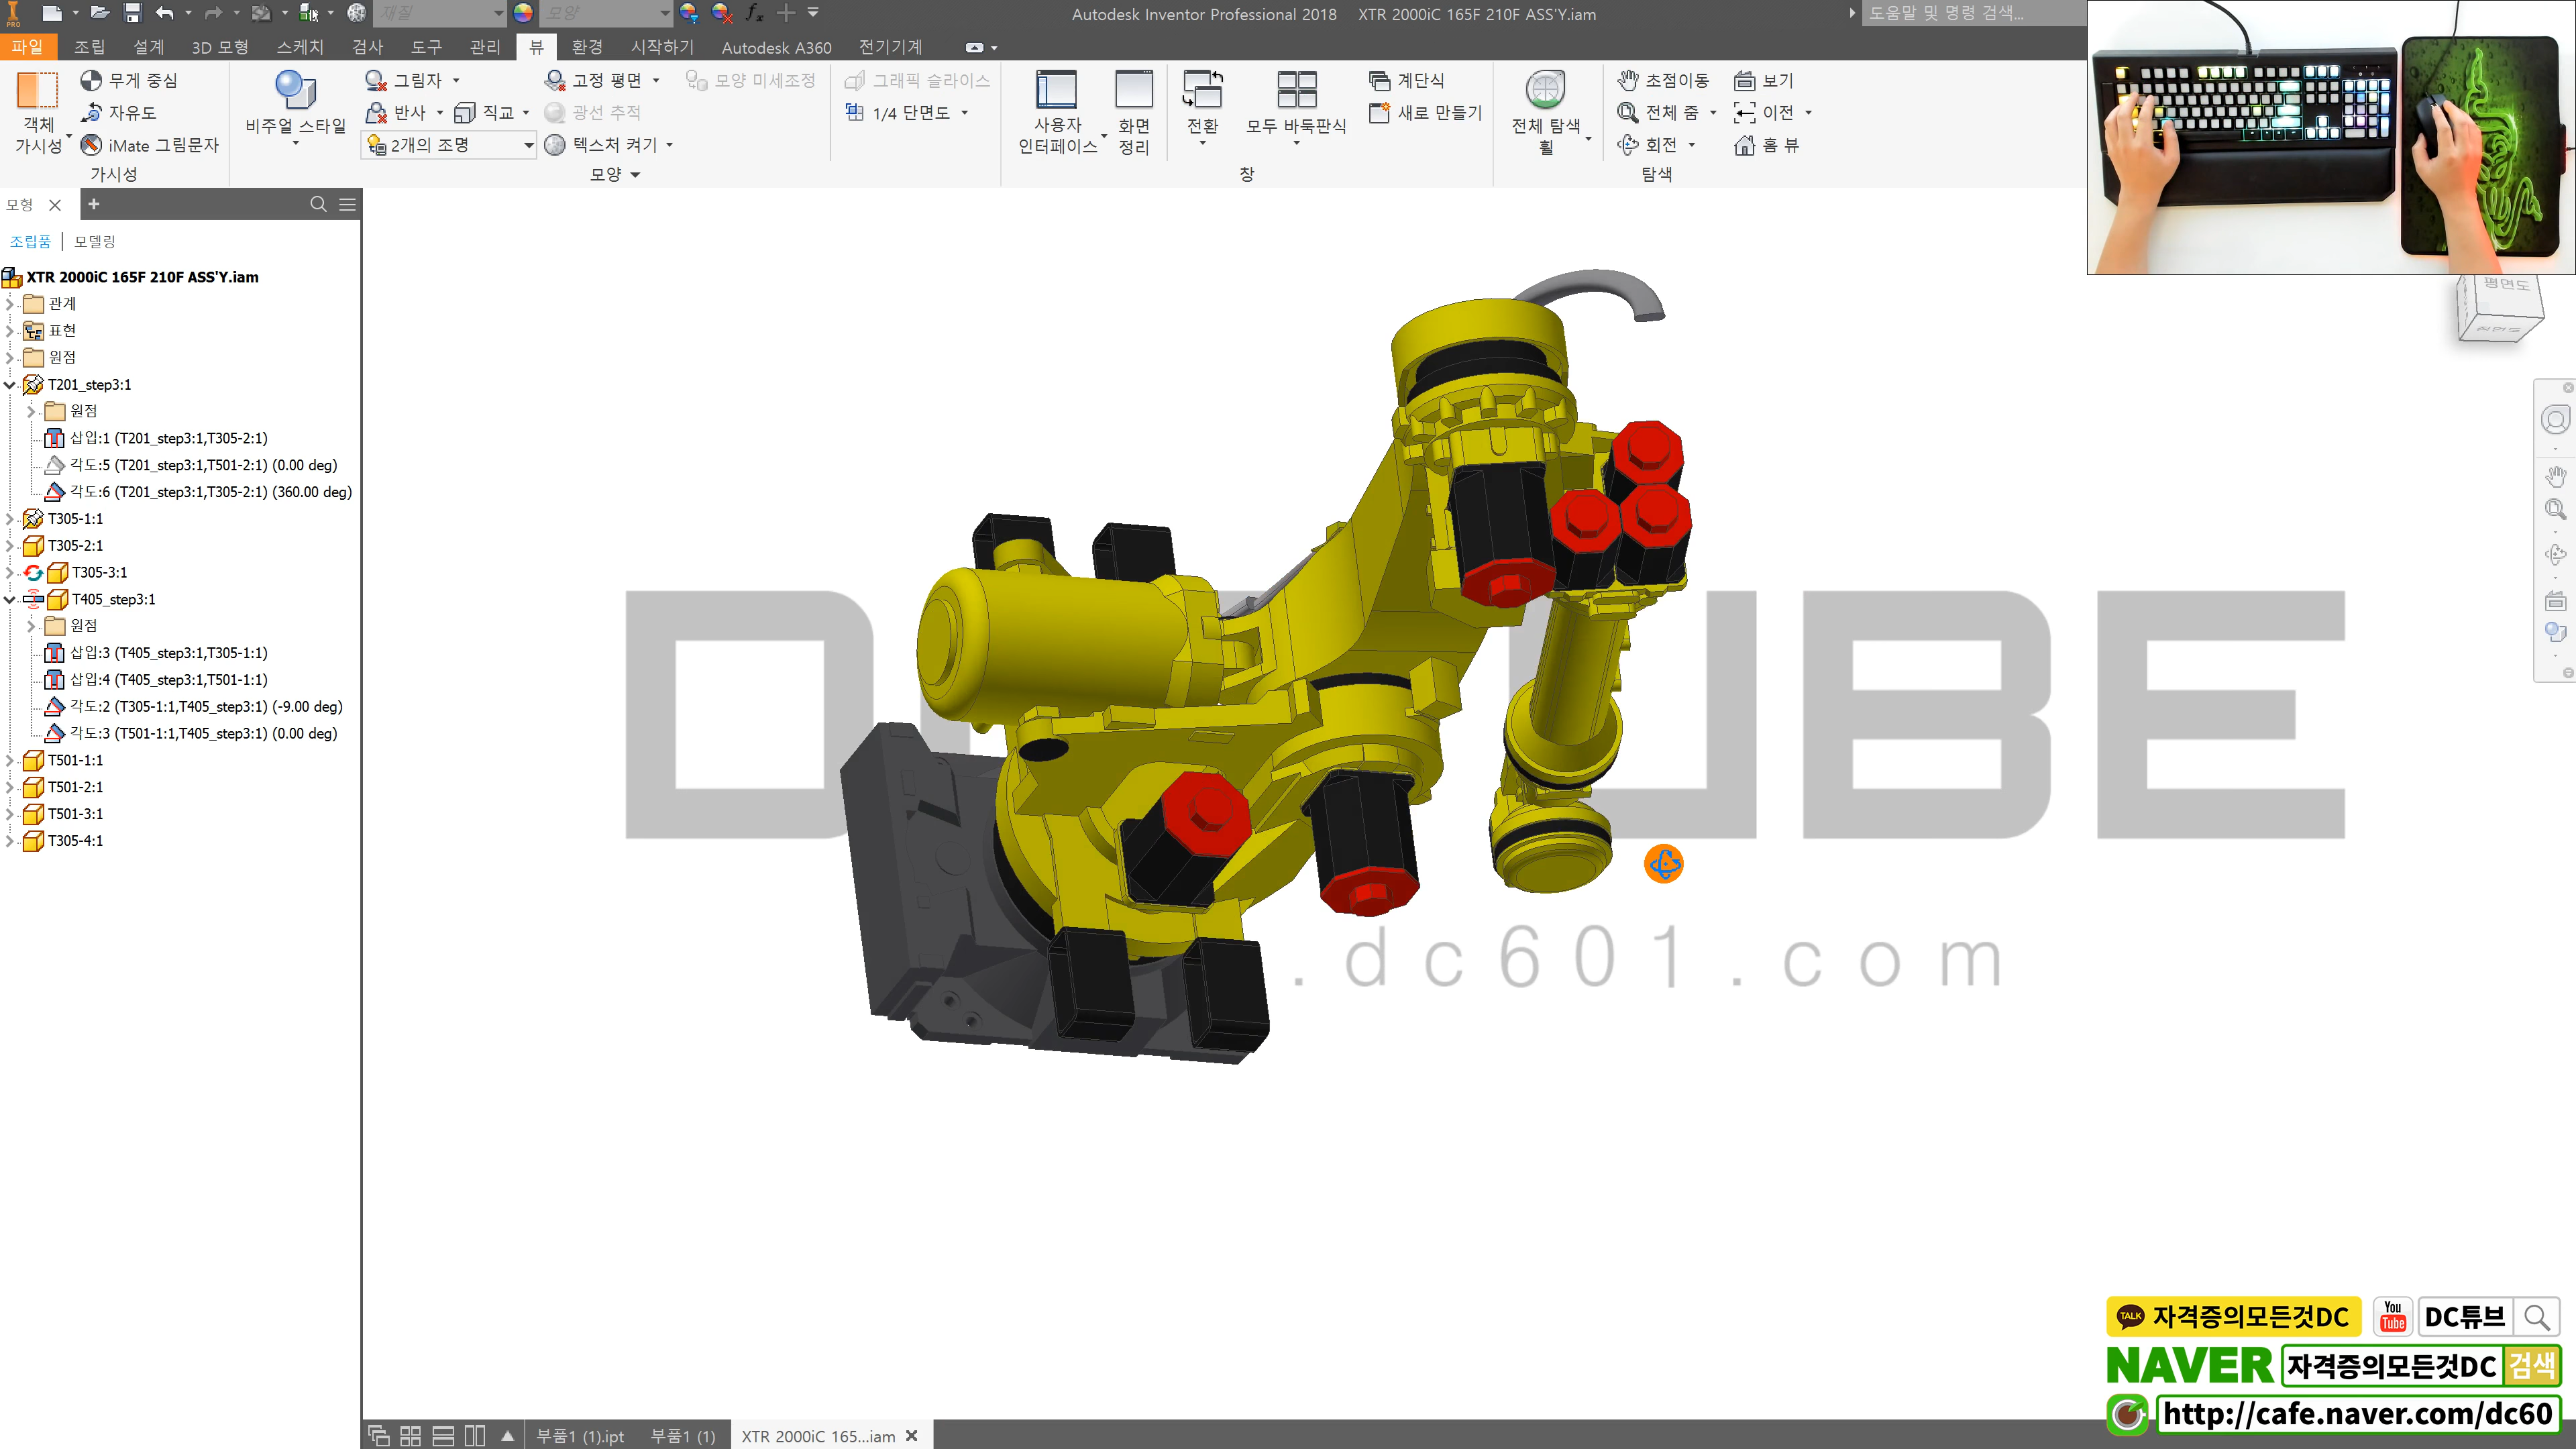 재질
모양
Autodesk Inventor Professional 2018 XTR 2000iC 165F 210F ASS'Y.iam
도움말 및 명령 검색...
PRO
파일 조립 설계 3D 모형 스케치 검사 도구 관리 뷰 환경 시작하기 Autodesk A360 전기기계
객체
가시성
무게 중심
자유도
iMate 그림문자
가시성
비주얼 스타일
그림자
반사
직교
2개의 조명
고정 평면
광선 추적
텍스처 켜기
모양 미세조정
모양
그래픽 슬라이스
1/4 단면도
사용자
인터페이스
화면
정리
전환
모두 바둑판식
계단식
새로 만들기
창
전체 탐색
휠
초점이동
전체 줌
회전
보기
이전
홈 뷰
탐색
모형
조립품 모델링
XTR 2000iC 165F 210F ASS'Y.iam
관계
표현
원점
T201_step3:1
원점
삽입:1 (T201_step3:1,T305-2:1)
각도:5 (T201_step3:1,T501-2:1) (0.00 deg)
각도:6 (T201_step3:1,T305-2:1) (360.00 deg)
T305-1:1
T305-2:1
T305-3:1
T405_step3:1
원점
삽입:3 (T405_step3:1,T305-1:1)
삽입:4 (T405_step3:1,T501-1:1)
각도:2 (T305-1:1,T405_step3:1) (-9.00 deg)
각도:3 (T501-1:1,T405_step3:1) (0.00 deg)
T501-1:1
T501-2:1
T501-3:1
T305-4:1
평면도
UBE
.dc601.com
TALK 자격증의모든것DC
You Tube DC튜브
NAVER 자격증의모든것DC 검색
http://cafe.naver.com/dc60
부품1 (1).ipt 부품1 (1) XTR 2000iC 165...iam